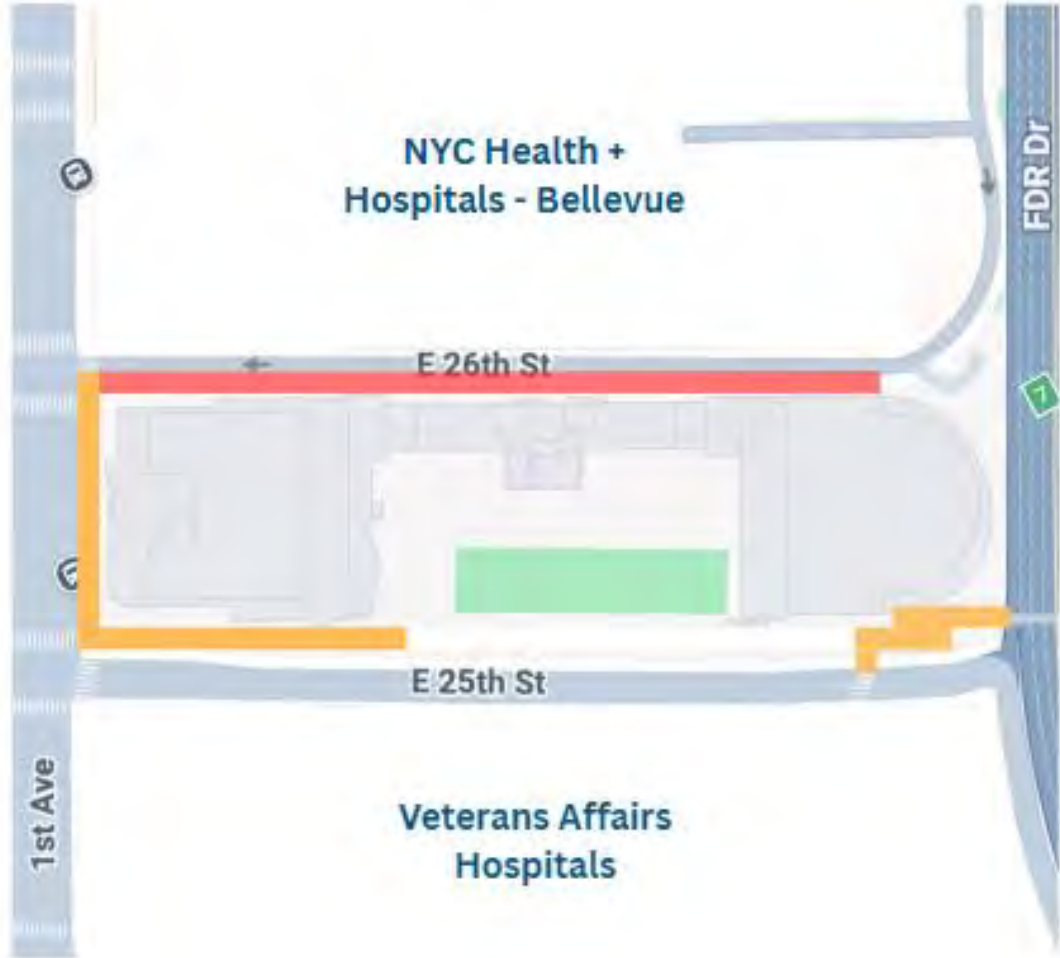 NYC Health +
Hospitals - Bellevue
FDR Dr
E 26th St
7
E 25th St
1st Ave
Veterans Affairs
Hospitals